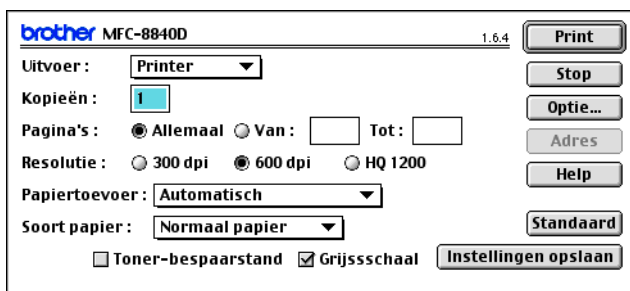 brother MFC-8840D 1.6.4 Print
Uitvoer : Printer Stop
Kopieën : 1 Optie...
Pagina's : Allemaal Van : Tot : Adres
Resolutie : 300 dpi 600 dpi HQ 1200 Help
Papiertoevoer : Automatisch
Soort papier : Normaal papier Standaard
Toner-bespaarstand Grijssschaal Instellingen opslaan